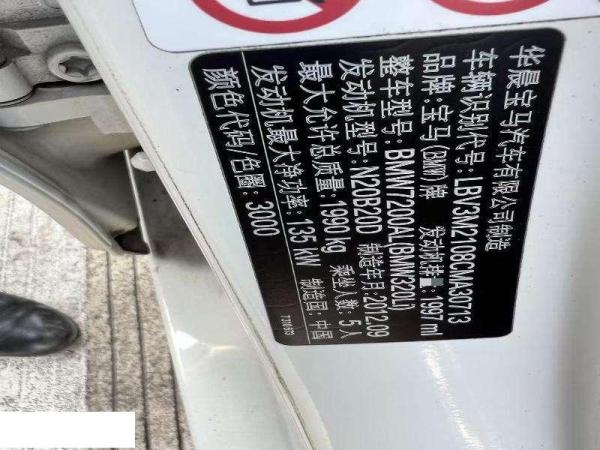 华晨宝马汽车有限公司制造
车辆识别代号: LBV3M2108CMA30713
品牌: 宝马(BMW)牌 发动机排量 1997 ml
整车型号: BMW7200AL(BMW320Li)
发动机型号: N20B20D 制造年月: 2012.09
最大允许总质量: 1990 kg 乘坐人数: 5人
发动机最大净功率: 135 kW 制造国: 中国
颜色代码/色圈: 3000